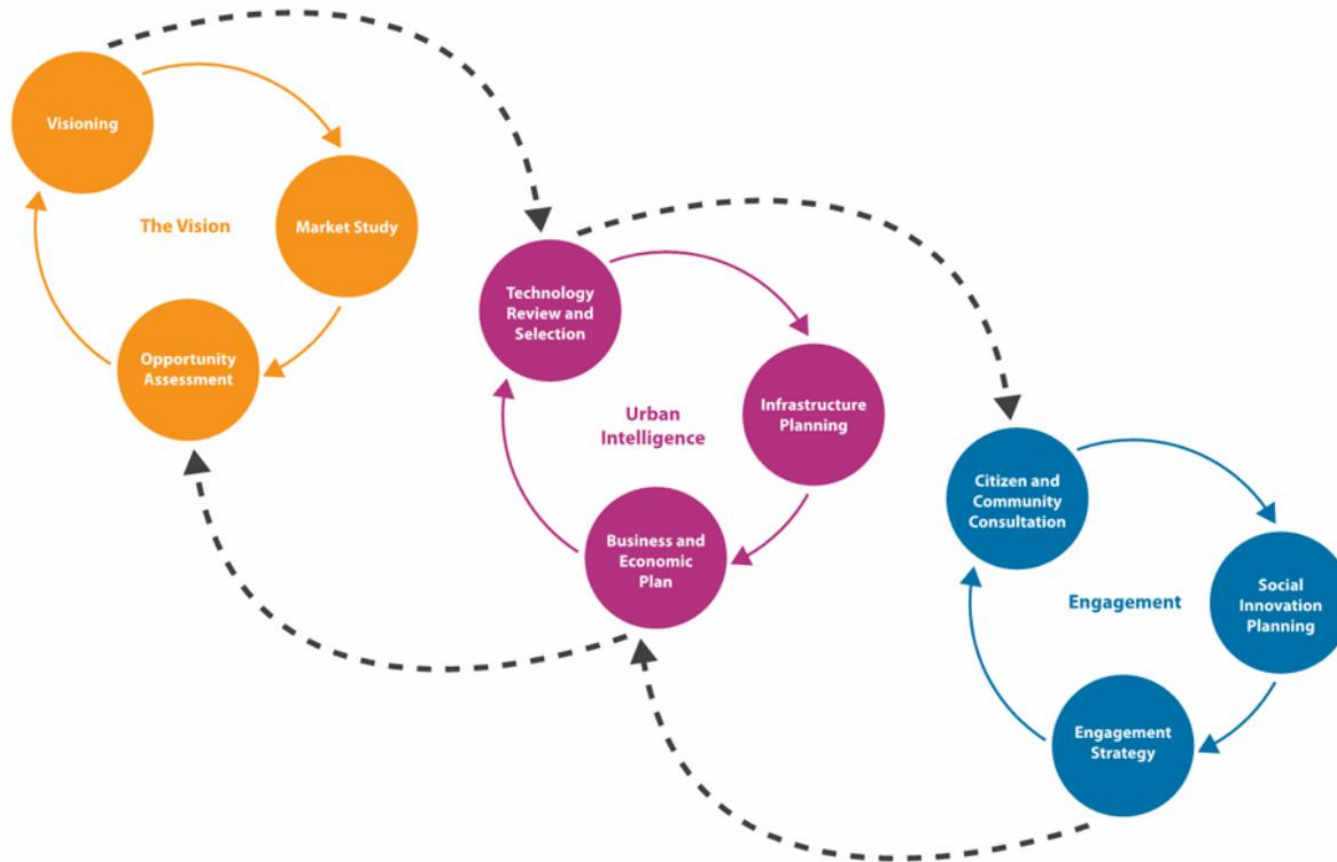 Visioning
The Vision
Market Study
Opportunity
Assessment
Technology
Review and
Selection
Urban
Intelligence
Infrastructure
Planning
Business and
Economic
Plan
Citizen and
Community
Consultation
Engagement
Social
Innovation
Planning
Engagement
Strategy